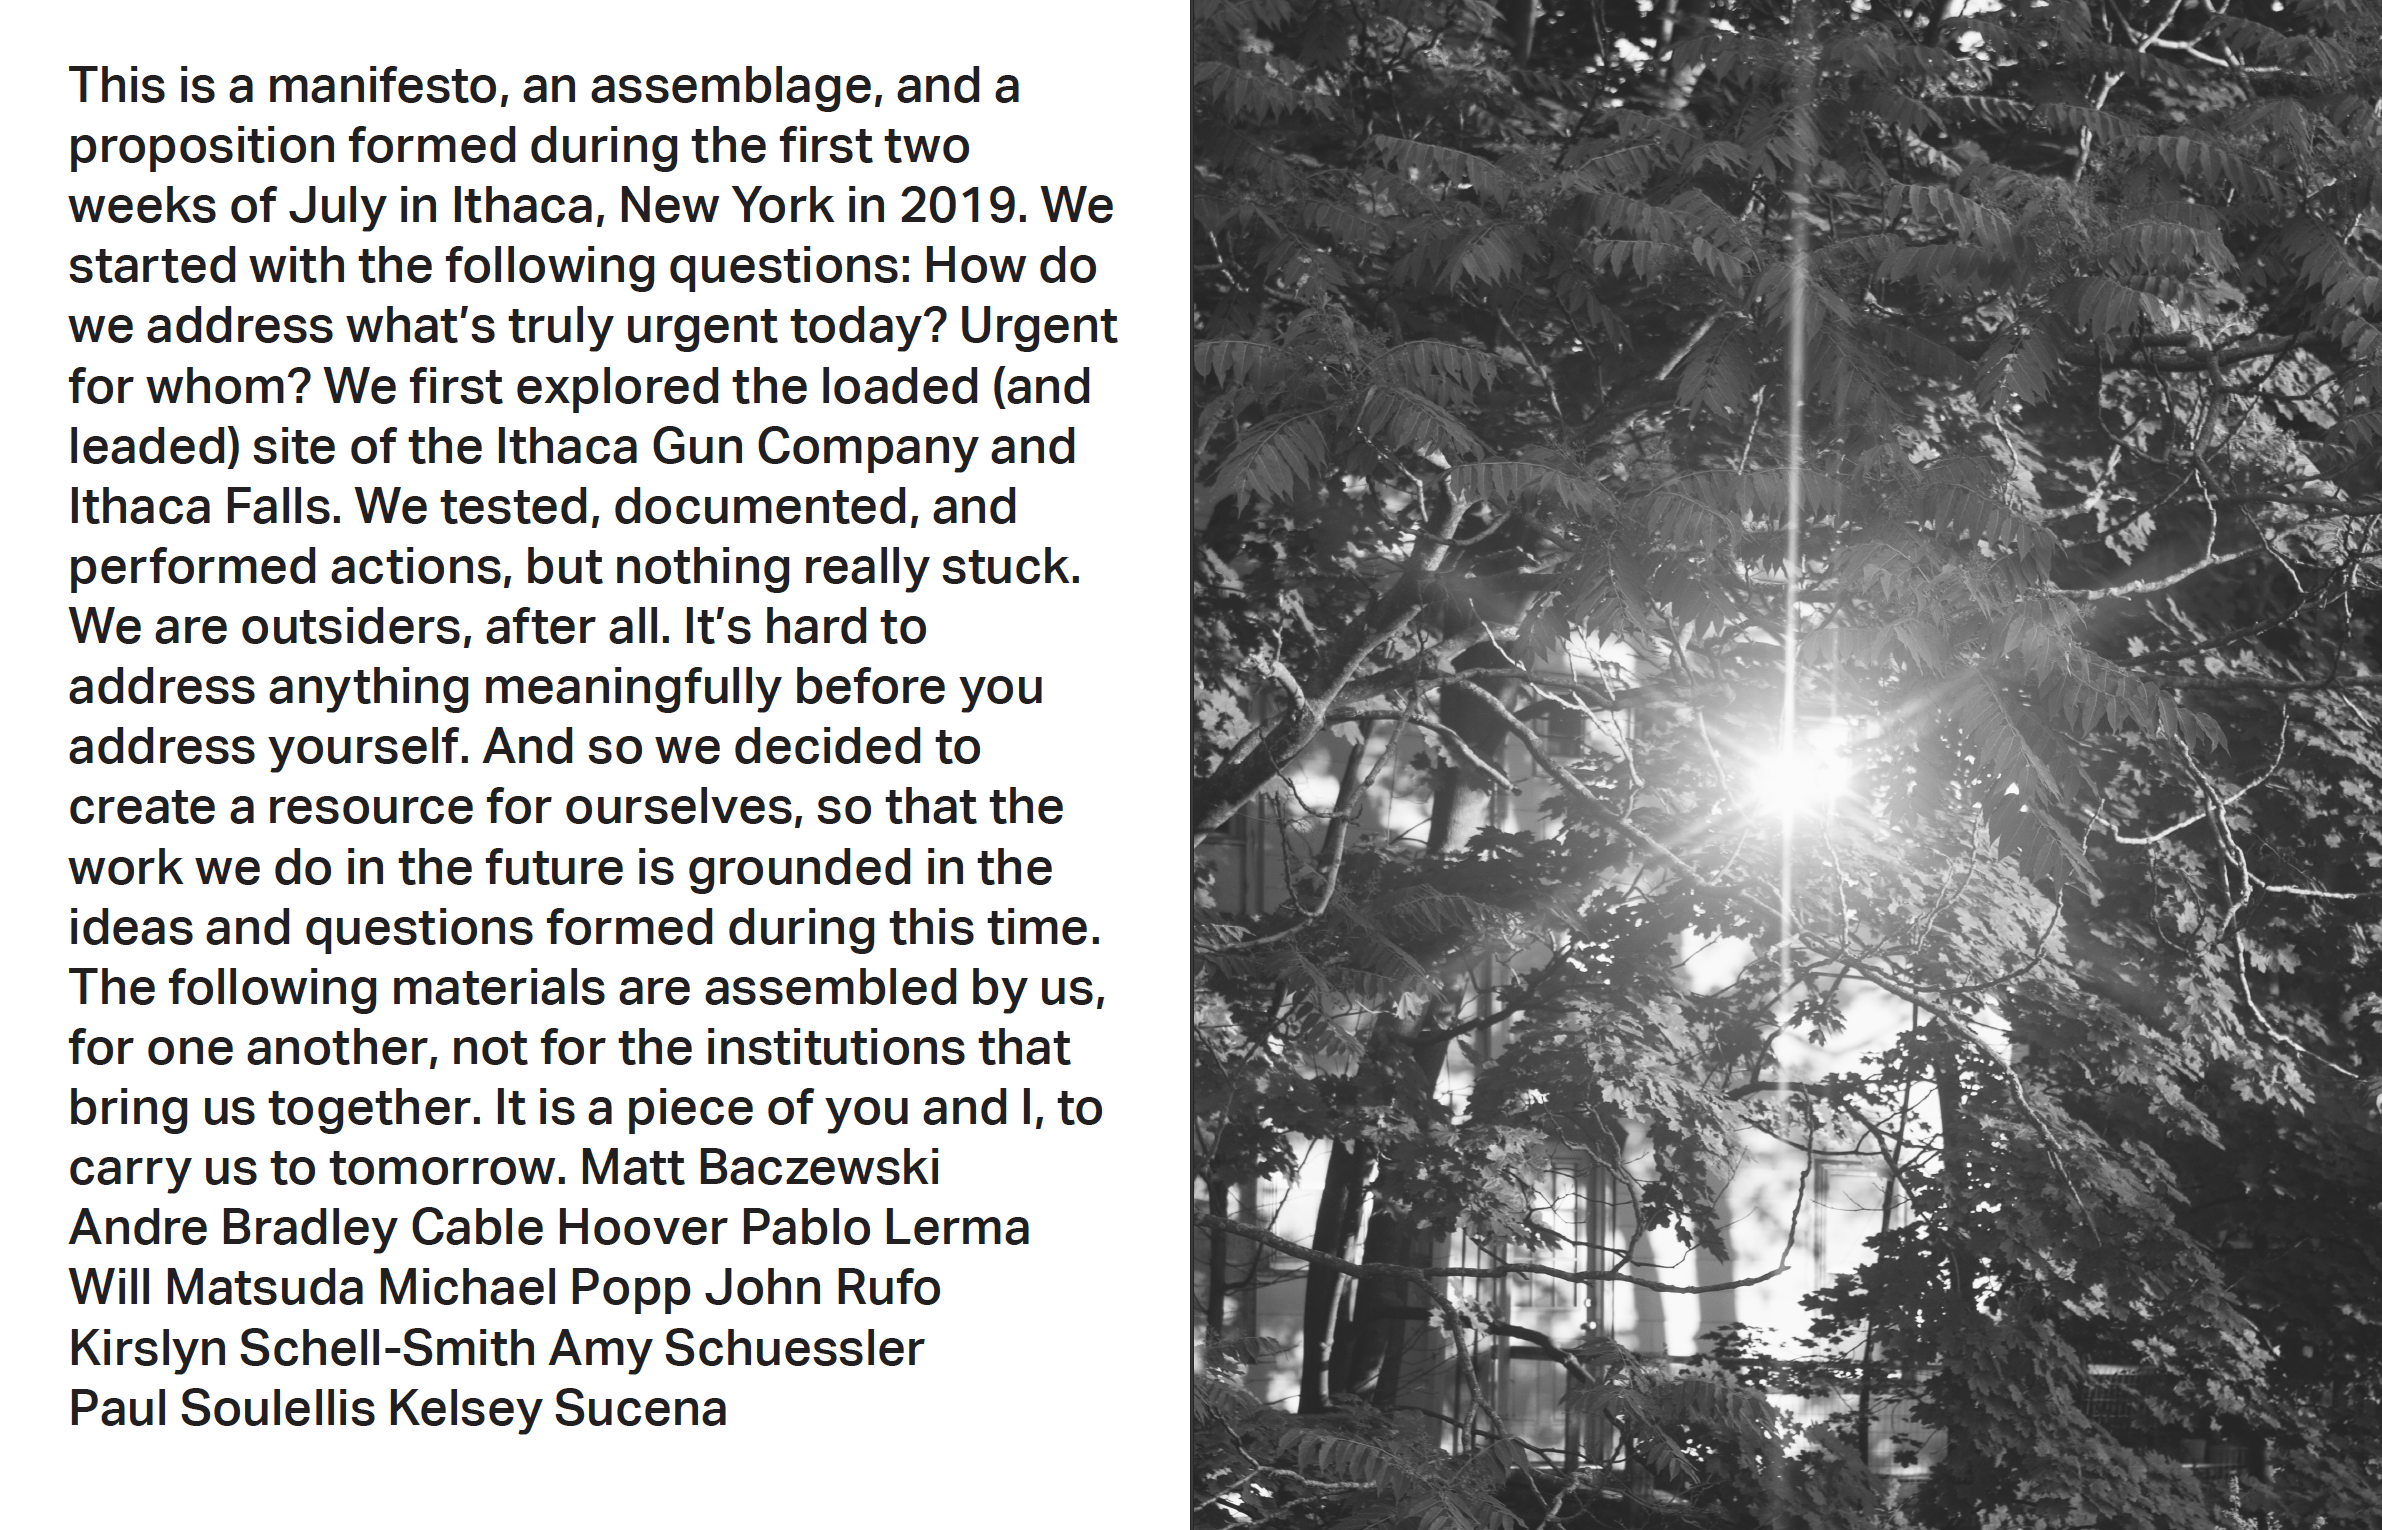 This is a manifesto, an assemblage, and a
proposition formed during the first two
weeks of July in Ithaca, New York in 2019. We
started with the following questions: How do
we address what’s truly urgent today? Urgent
for whom? We first explored the loaded (and
leaded) site of the Ithaca Gun Company and
Ithaca Falls. We tested, documented, and
performed actions, but nothing really stuck.
We are outsiders, after all. It’s hard to
address anything meaningfully before you
address yourself. And so we decided to
create a resource for ourselves, so that the
work we do in the future is grounded in the
ideas and questions formed during this time.
The following materials are assembled by us,
for one another, not for the institutions that
bring us together. It is a piece of you and I, to
carry us to tomorrow. Matt Baczewski
Andre Bradley Cable Hoover Pablo Lerma
Will Matsuda Michael Popp John Rufo
Kirslyn Schell-Smith Amy Schuessler
Paul Soulellis Kelsey Sucena